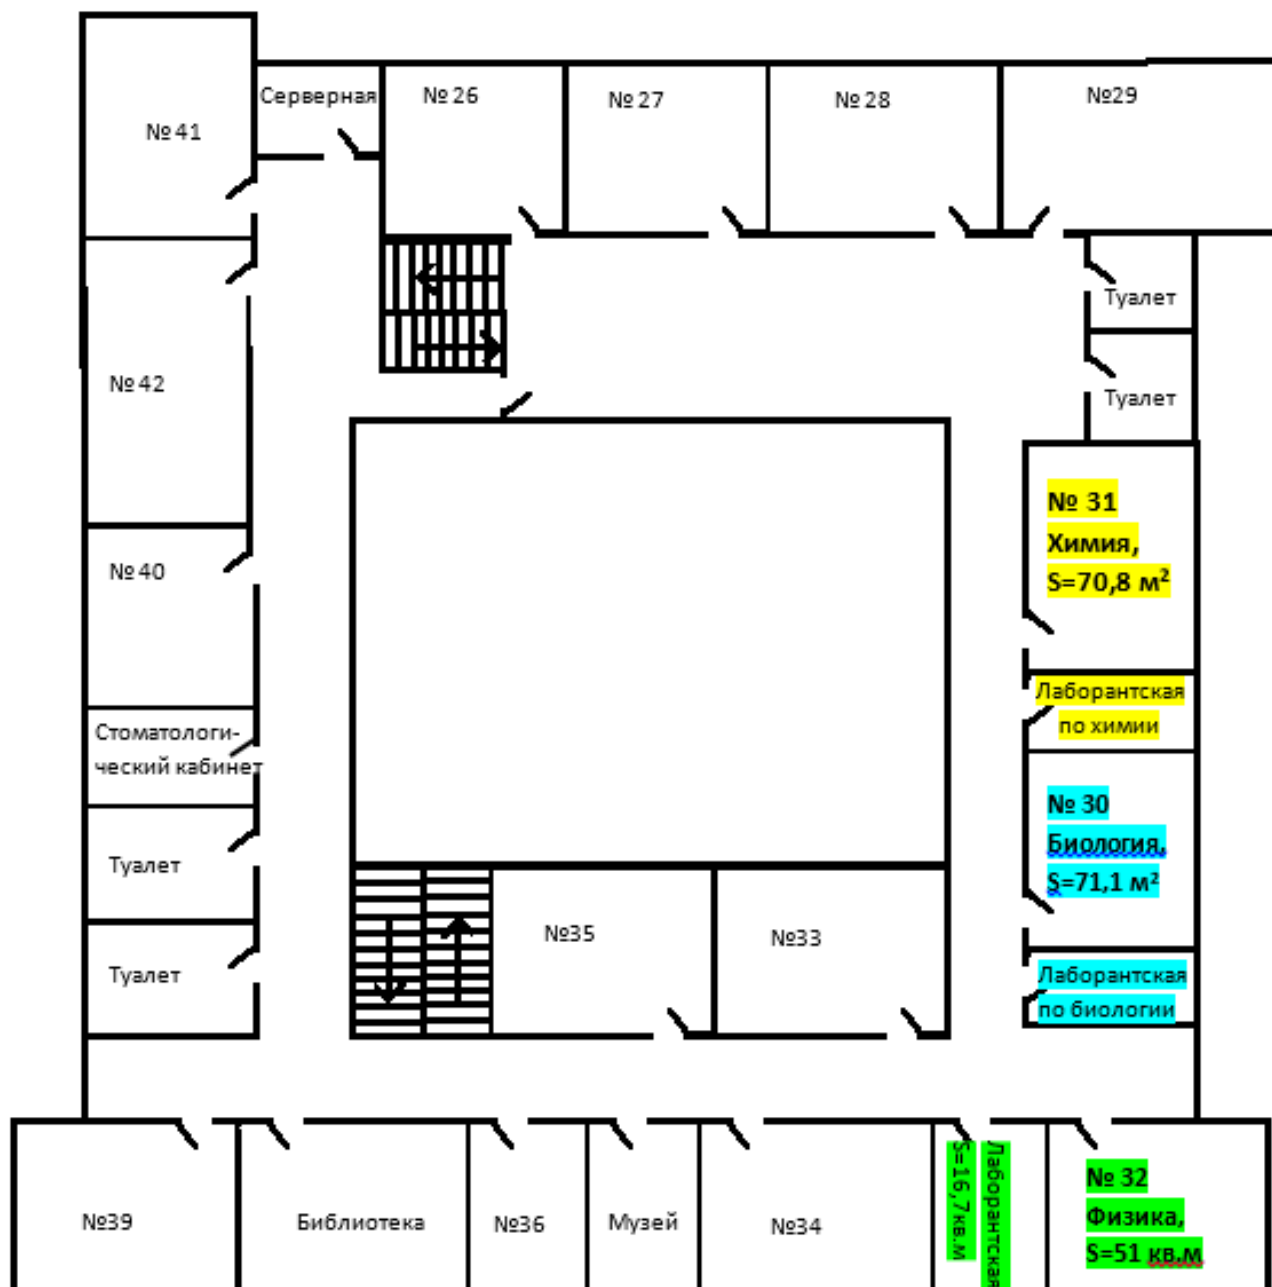 № 41
Серверная
№ 26
№ 27
№ 28
№29
Туалет
Туалет
№ 42
№ 40
Стоматологи-
ческий кабинет
Туалет
Туалет
№ 31
Химия,
S=70,8 м²
Лаборантская
по химии
№ 30
Биология,
S=71,1 м²
Лаборантская
по биологии
№35
№33
№39
Библиотека
№36
Музей
№34
Лаборантская
S=16,7кв.м
№ 32
Физика,
S=51 кв.м